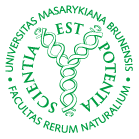 UNIVERSITAS MASARYKIANA BRUNENSIS
• FACULTAS RERUM NATURALIUM •
SCIENTIA
EST
POTENTIA